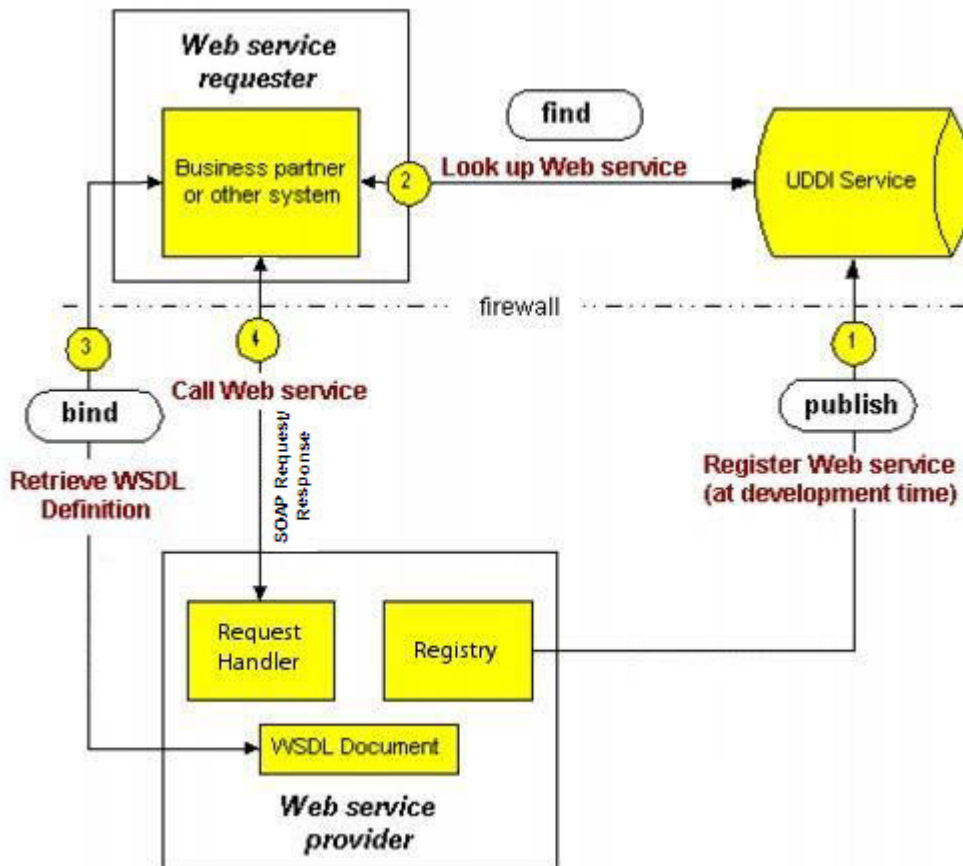 Web service
requester
Business partner
or other system
2
find
Look up Web service
UDDI Service
firewall
3
4
1
bind
Call Web service
publish
Retrieve WSDL
Definition
SOAP Request/
Response
Register Web service
(at development time)
Request
Handler
Registry
WSDL Document
Web service
provider